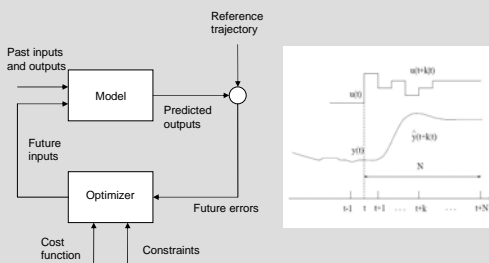 Reference
trajectory
Past inputs
and outputs
Model
Predicted
outputs
Future
inputs
Optimizer
Future errors
Cost
function
Constraints
u(t+k|t)
u(t)
y(t)
ŷ(t+k|t)
N
t-1 t t+1 ... t+k ... t+N